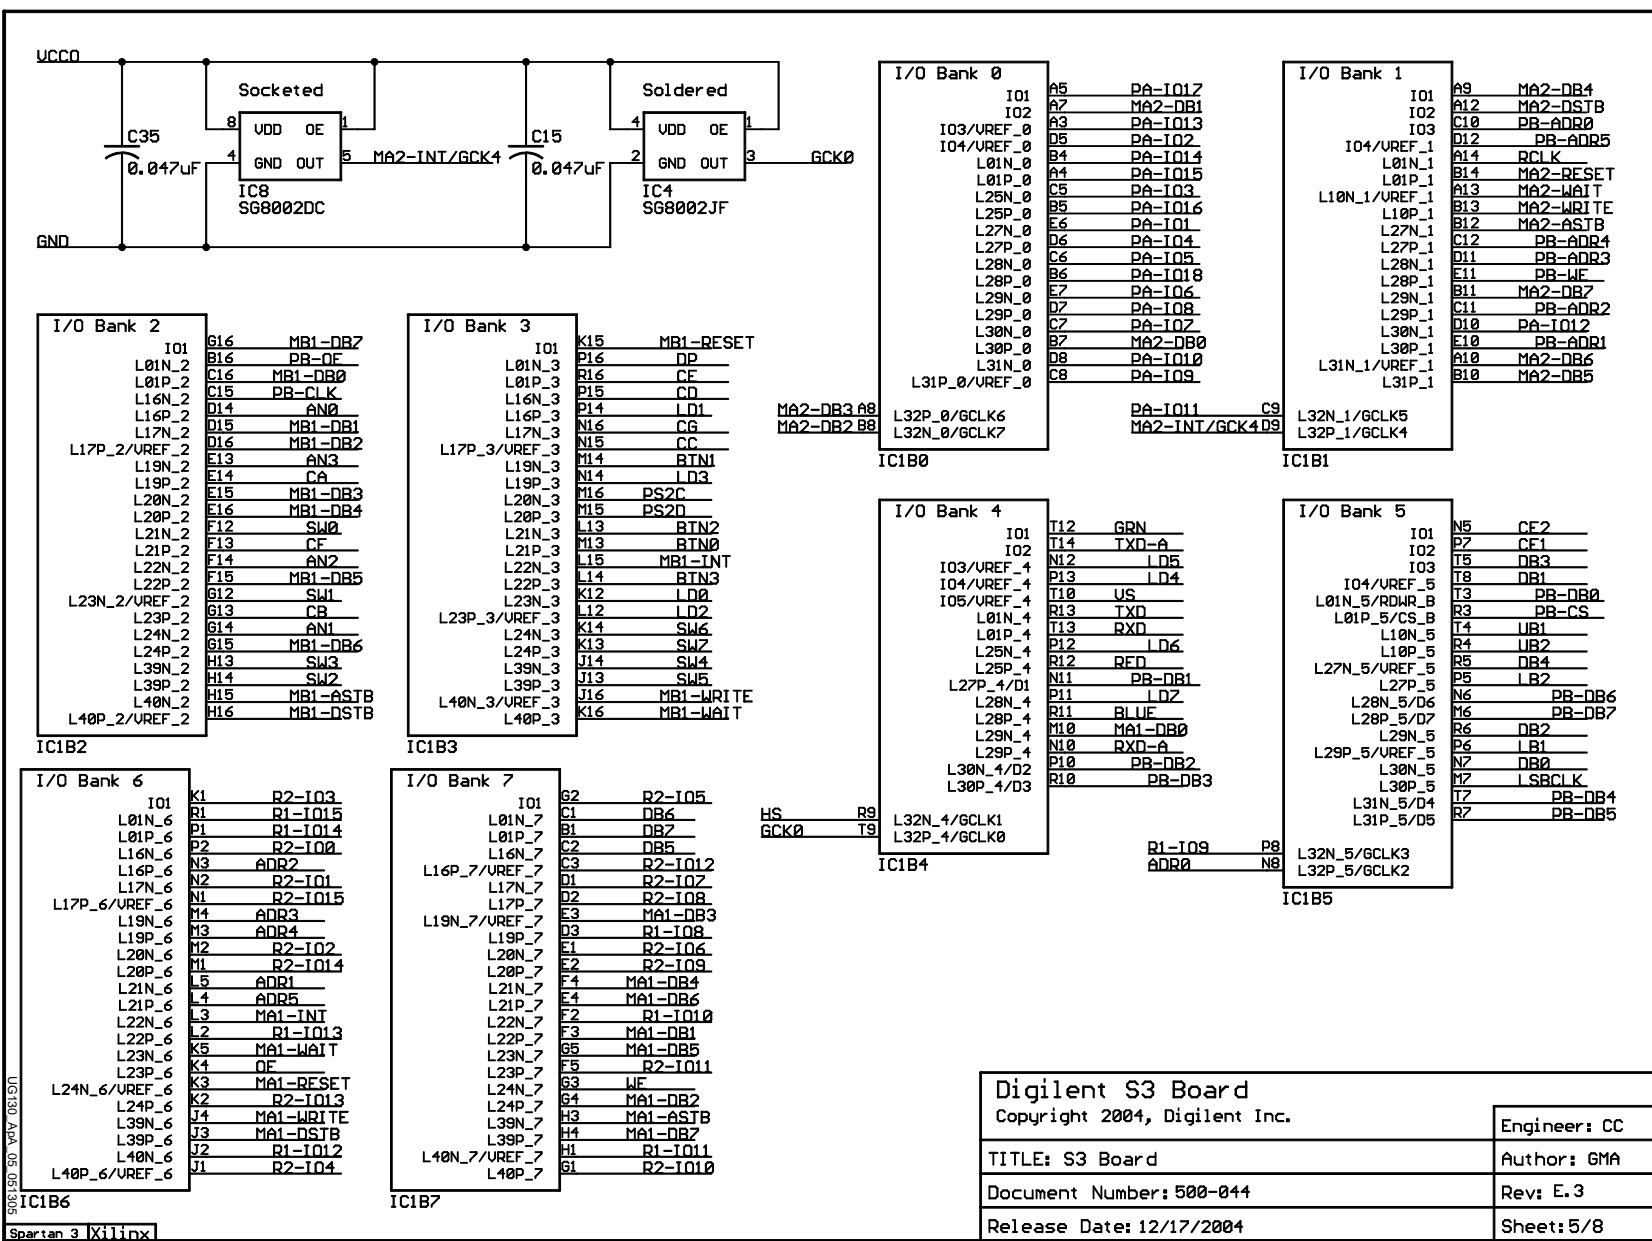 VCCO
Socketed
8 VDD OE 1
4 GND OUT 5 MA2-INT/GCK4
IC8
SG8002DC
C35
0.047uF
Soldered
4 VDD OE 1
2 GND OUT 3 GCK0
IC4
SG8002JF
C15
0.047uF
GND
I/O Bank 0
IO1 A5 PA-IO17
IO2 A7 MA2-DB1
IO3/VREF_0 A3 PA-IO13
IO4/VREF_0 D5 PA-IO2
L01N_0 B4 PA-IO14
L01P_0 A4 PA-IO15
L25N_0 C5 PA-IO3
L25P_0 B5 PA-IO16
L27N_0 E6 PA-IO1
L27P_0 D6 PA-IO4
L28N_0 C6 PA-IO5
L28P_0 B6 PA-IO18
L29N_0 E7 PA-IO6
L29P_0 D7 PA-IO8
L30N_0 C7 PA-IO7
L30P_0 B7 MA2-DB0
L31N_0 D8 PA-IO10
L31P_0/VREF_0 C8 PA-IO9
MA2-DB3 A8 L32P_0/GCLK6
MA2-DB2 B8 L32N_0/GCLK7
IC1B0
I/O Bank 1
IO1 A9 MA2-DB4
IO2 A12 MA2-DSTB
IO3 C10 PB-ADR0
IO4/VREF_1 D12 PB-ADR5
L01N_1 A14 RCLK
L01P_1 B14 MA2-RESET
L10N_1/VREF_1 A13 MA2-WAIT
L10P_1 B13 MA2-WRITE
L27N_1 B12 MA2-ASTB
L27P_1 C12 PB-ADR4
L28N_1 D11 PB-ADR3
L28P_1 E11 PB-WE
L29N_1 B11 MA2-DB7
L29P_1 C11 PB-ADR2
L30N_1 D10 PA-IO12
L30P_1 E10 PB-ADR1
L31N_1/VREF_1 A10 MA2-DB6
L31P_1 B10 MA2-DB5
PA-IO11 C9 L32N_1/GCLK5
MA2-INT/GCK4 D9 L32P_1/GCLK4
IC1B1
I/O Bank 2
IO1 G16 MB1-DB7
L01N_2 B16 PB-OE
L01P_2 C16 MB1-DB0
L16N_2 C15 PB-CLK
L16P_2 D14 AN0
L17N_2 D15 MB1-DB1
L17P_2/VREF_2 D16 MB1-DB2
L19N_2 E13 AN3
L19P_2 E14 CA
L20N_2 E15 MB1-DB3
L20P_2 E16 MB1-DB4
L21N_2 F12 SW0
L21P_2 F13 CF
L22N_2 F14 AN2
L22P_2 F15 MB1-DB5
L23N_2/VREF_2 G12 SW1
L23P_2 G13 CB
L24N_2 G14 AN1
L24P_2 G15 MB1-DB6
L39N_2 H13 SW3
L39P_2 H14 SW2
L40N_2 H15 MB1-ASTB
L40P_2/VREF_2 H16 MB1-DSTB
IC1B2
I/O Bank 3
IO1 K15 MB1-RESET
L01N_3 P16 DP
L01P_3 R16 CE
L16N_3 P15 CD
L16P_3 P14 LD1
L17N_3 N16 CG
L17P_3/VREF_3 N15 CC
L19N_3 M14 BTN1
L19P_3 N14 LD3
L20N_3 M16 PS2C
L20P_3 M15 PS2D
L21N_3 L13 BTN2
L21P_3 M13 BTN0
L22N_3 L15 MB1-INT
L22P_3 L14 BTN3
L23N_3 K12 LD0
L23P_3/VREF_3 L12 LD2
L24N_3 K14 SW6
L24P_3 K13 SW7
L39N_3 J14 SW4
L39P_3 J13 SW5
L40N_3/VREF_3 J16 MB1-WRITE
L40P_3 K16 MB1-WAIT
IC1B3
I/O Bank 4
IO1 T12 GRN
IO2 T14 TXD-A
IO3/VREF_4 N12 LD5
IO4/VREF_4 P13 LD4
IO5/VREF_4 T10 VS
L01N_4 R13 TXD
L01P_4 T13 RXD
L25N_4 P12 LD6
L25P_4 R12 RED
L27P_4/D1 N11 PB-DB1
L28N_4 P11 LD7
L28P_4 R11 BLUE
L29N_4 M10 MA1-DB0
L29P_4 N10 RXD-A
L30N_4/D2 P10 PB-DB2
L30P_4/D3 R10 PB-DB3
HS R9 L32N_4/GCLK1
GCK0 T9 L32P_4/GCLK0
IC1B4
I/O Bank 5
IO1 N5 CE2
IO2 P7 CE1
IO3 T5 DB3
IO4/VREF_5 T8 DB1
L01N_5/RDWR_B T3 PB-DB0
L01P_5/CS_B R3 PB-CS
L10N_5 T4 UB1
L10P_5 R4 UB2
L27N_5/VREF_5 R5 DB4
L27P_5 P5 LB2
L28N_5/D6 N6 PB-DB6
L28P_5/D7 M6 PB-DB7
L29N_5 R6 DB2
L29P_5/VREF_5 P6 LB1
L30N_5 N7 DB0
L30P_5 M7 LSBCLK
L31N_5/D4 T7 PB-DB4
L31P_5/D5 R7 PB-DB5
R1-IO9 P8 L32N_5/GCLK3
ADR0 N8 L32P_5/GCLK2
IC1B5
I/O Bank 6
IO1 K1 R2-IO3
L01N_6 R1 R1-IO15
L01P_6 P1 R1-IO14
L16N_6 P2 R2-IO0
L16P_6 N3 ADR2
L17N_6 N2 R2-IO1
L17P_6/VREF_6 N1 R2-IO15
L19N_6 M4 ADR3
L19P_6 M3 ADR4
L20N_6 M2 R2-IO2
L20P_6 M1 R2-IO14
L21N_6 L5 ADR1
L21P_6 L4 ADR5
L22N_6 L3 MA1-INT
L22P_6 L2 R1-IO13
L23N_6 K5 MA1-WAIT
L23P_6 K4 OE
L24N_6/VREF_6 K3 MA1-RESET
L24P_6 K2 R2-IO13
L39N_6 J4 MA1-WRITE
L39P_6 J3 MA1-DSTB
L40N_6 J2 R1-IO12
L40P_6/VREF_6 J1 R2-IO4
IC1B6
I/O Bank 7
IO1 G2 R2-IO5
L01N_7 C1 DB6
L01P_7 B1 DB7
L16N_7 C2 DB5
L16P_7/VREF_7 C3 R2-IO12
L17N_7 D1 R2-IO7
L17P_7 D2 R2-IO8
L19N_7/VREF_7 E3 MA1-DB3
L19P_7 D3 R1-IO8
L20N_7 E1 R2-IO6
L20P_7 E2 R2-IO9
L21N_7 F4 MA1-DB4
L21P_7 E4 MA1-DB6
L22N_7 F2 R1-IO10
L22P_7 F3 MA1-DB1
L23N_7 G5 MA1-DB5
L23P_7 F5 R2-IO11
L24N_7 G3 WE
L24P_7 G4 MA1-DB2
L39N_7 H3 MA1-ASTB
L39P_7 H4 MA1-DB7
L40N_7/VREF_7 H1 R1-IO11
L40P_7 G1 R2-IO10
IC1B7
UG130_ApA_05_051305
Spartan 3 Xilinx
Digilent S3 Board
Copyright 2004, Digilent Inc.
Engineer: CC
TITLE: S3 Board
Author: GMA
Document Number: 500-044
Rev: E.3
Release Date: 12/17/2004
Sheet: 5/8